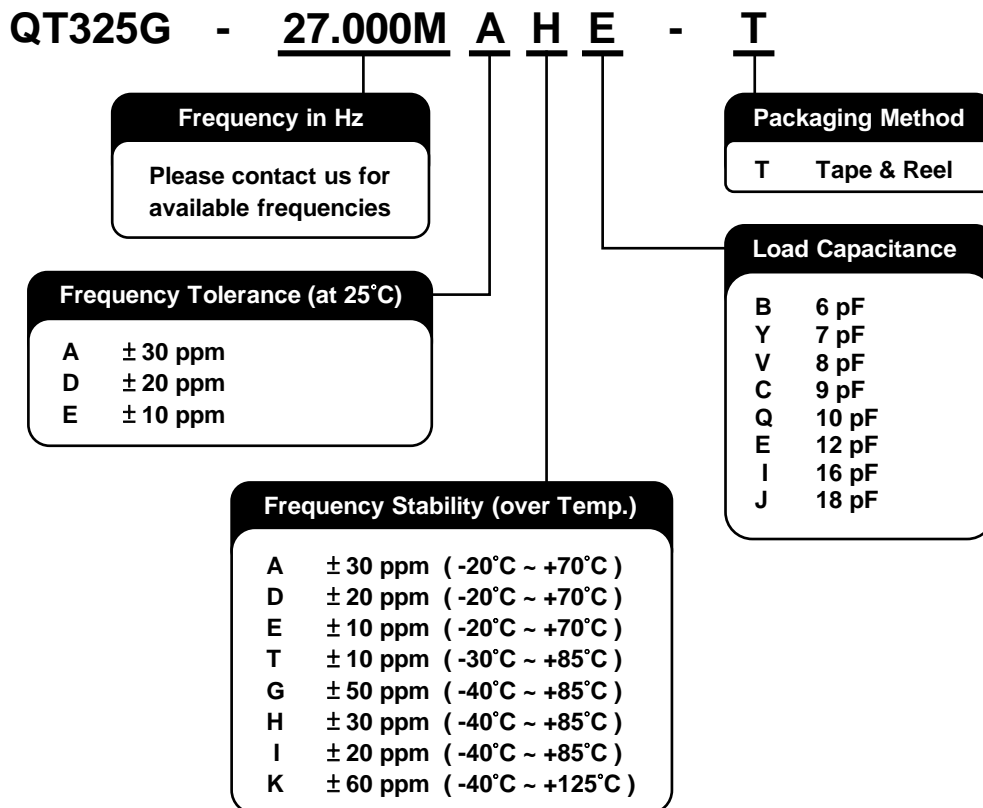 QT325G - 27.000M A H E - T
Frequency in Hz
Please contact us for
available frequencies
Packaging Method
T Tape & Reel
Frequency Tolerance (at 25˚C)
A ± 30 ppm
D ± 20 ppm
E ± 10 ppm
Load Capacitance
B 6 pF
Y 7 pF
V 8 pF
C 9 pF
Q 10 pF
E 12 pF
I 16 pF
J 18 pF
Frequency Stability (over Temp.)
A ± 30 ppm ( -20˚C ~ +70˚C )
D ± 20 ppm ( -20˚C ~ +70˚C )
E ± 10 ppm ( -20˚C ~ +70˚C )
T ± 10 ppm ( -30˚C ~ +85˚C )
G ± 50 ppm ( -40˚C ~ +85˚C )
H ± 30 ppm ( -40˚C ~ +85˚C )
I ± 20 ppm ( -40˚C ~ +85˚C )
K ± 60 ppm ( -40˚C ~ +125˚C )